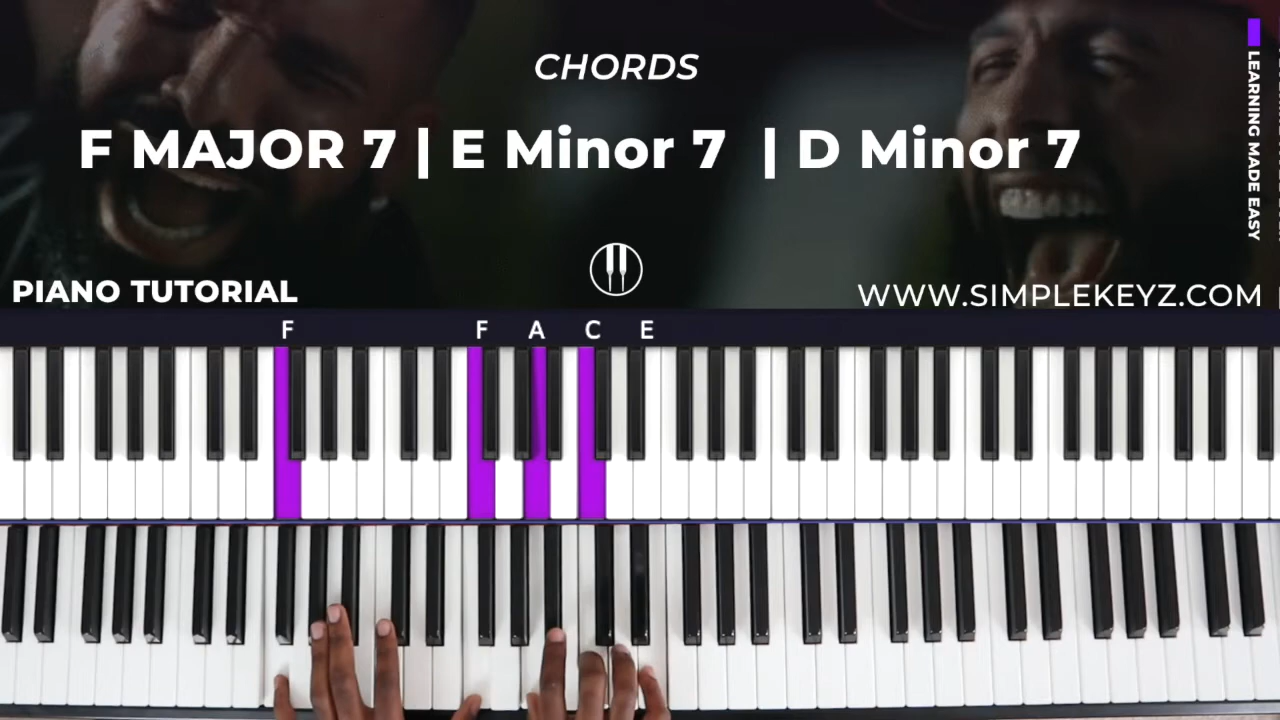 CHORDS
F MAJOR 7 | E Minor 7 | D Minor 7
LEARNING MADE EASY
PIANO TUTORIAL
WWW.SIMPLEKEYZ.COM
F F A C E